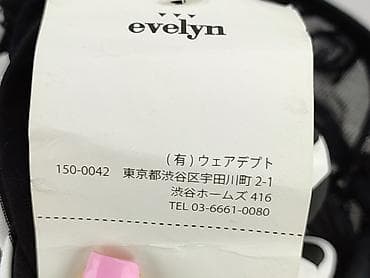 evelyn
(有)ウェアデプト
150-0042 東京都渋谷区宇田川町 2-1
渋谷ホームズ 416
TEL 03-6661-0080